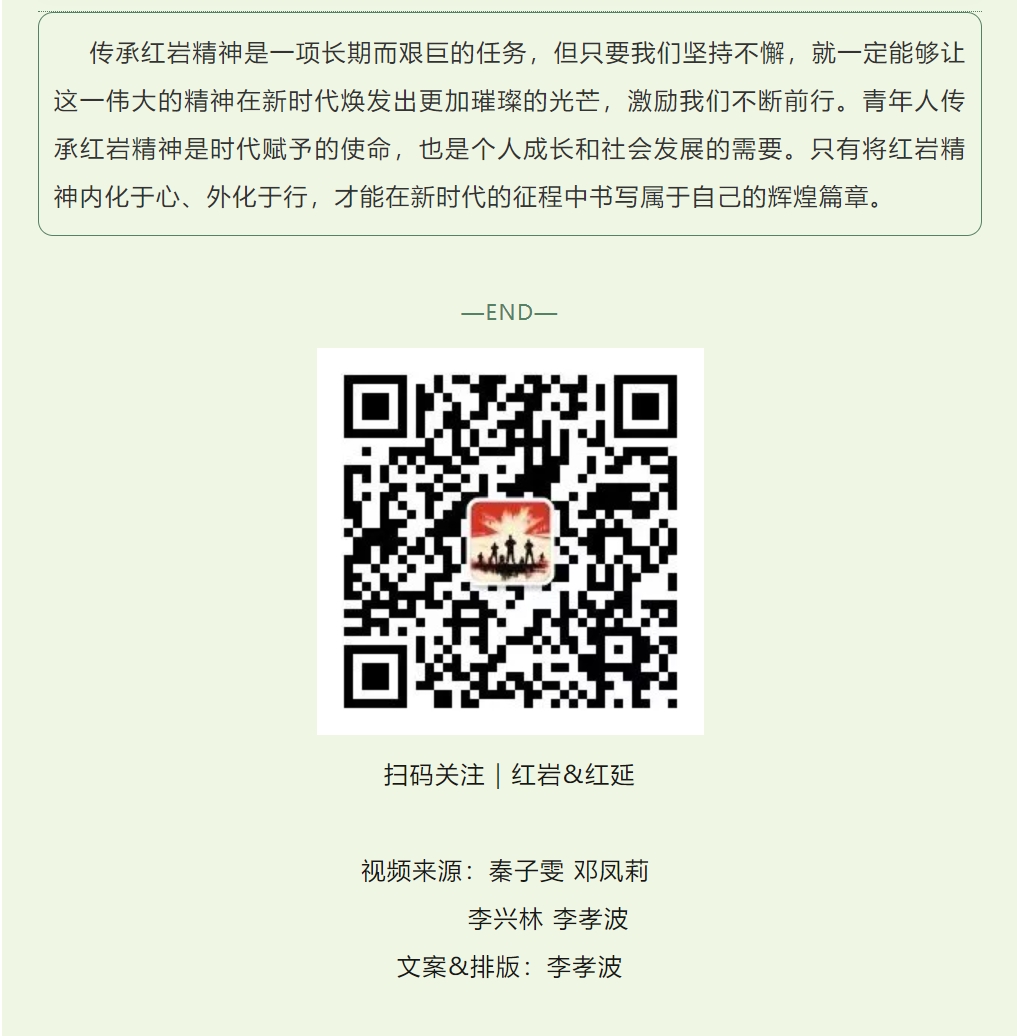 传承红岩精神是一项长期而艰巨的任务，但只要我们坚持不懈，就一定能够让
这一伟大的精神在新时代焕发出更加璀璨的光芒，激励我们不断前行。青年人传
承红岩精神是时代赋予的使命，也是个人成长和社会发展的需要。只有将红岩精
神内化于心、外化于行，才能在新时代的征程中书写属于自己的辉煌篇章。
—END—
扫码关注 | 红岩&红延
视频来源：秦子雯 邓凤莉
李兴林 李孝波
文案&排版：李孝波